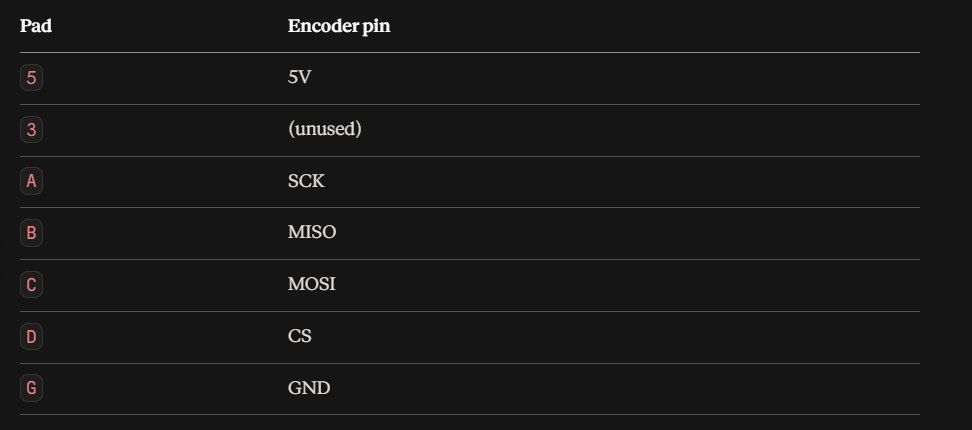 Pad Encoder pin
5 5V
3 (unused)
A SCK
B MISO
C MOSI
D CS
G GND